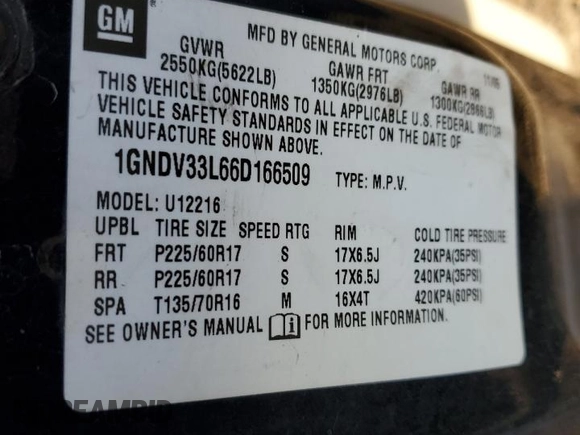 GM
MFD BY GENERAL MOTORS CORP 11/05
GVWR GAWR FRT GAWR RR
2550KG(5622LB) 1350KG(2976LB) 1300KG(2866LB)
THIS VEHICLE CONFORMS TO ALL APPLICABLE U.S. FEDERAL MOTOR
VEHICLE SAFETY STANDARDS IN EFFECT ON THE DATE OF
MANUFACTURE SHOWN ABOVE.
1GNDV33L66D166509 TYPE: M.P.V.
MODEL: U12216
UPBL TIRE SIZE SPEED RTG RIM COLD TIRE PRESSURE
FRT P225/60R17 S 17X6.5J 240KPA(35PSI)
RR P225/60R17 S 17X6.5J 240KPA(35PSI)
SPA T135/70R16 M 16X4T 420KPA(60PSI)
SEE OWNER'S MANUAL FOR MORE INFORMATION.